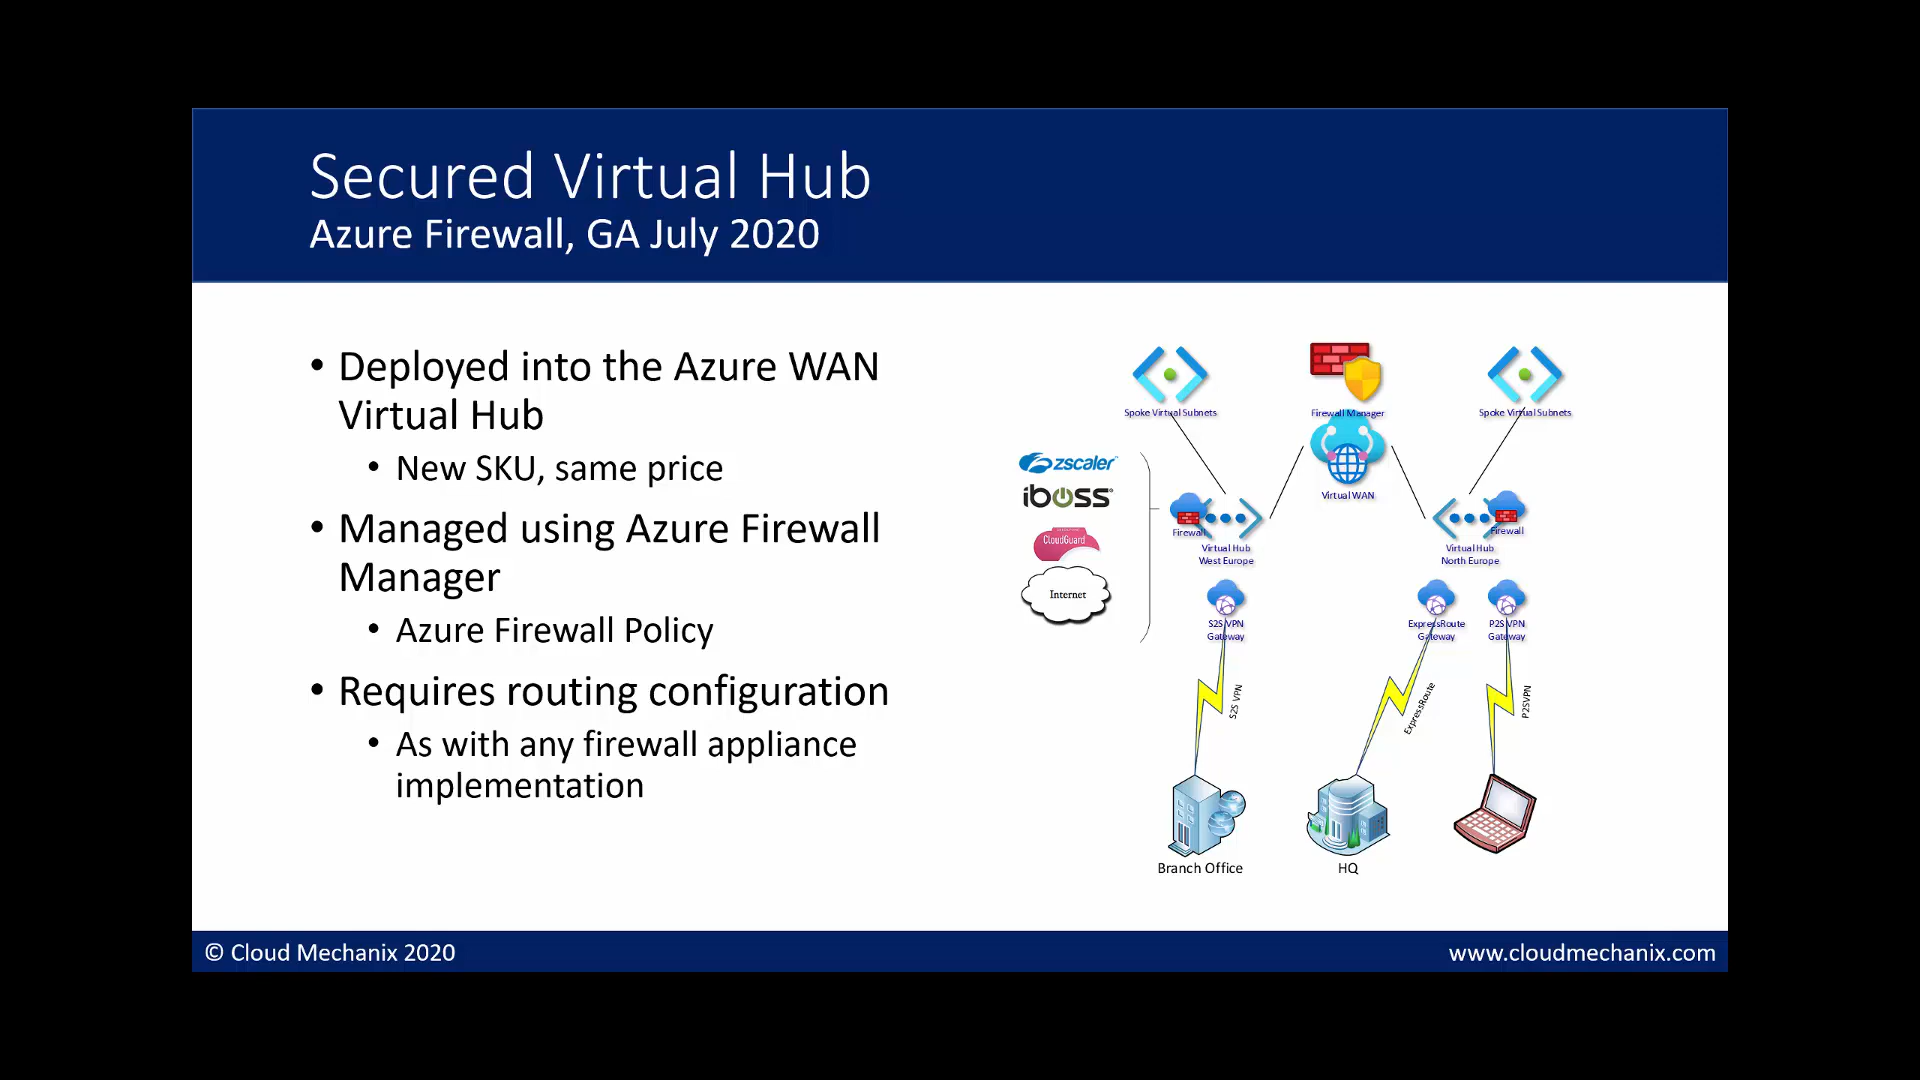 Secured Virtual Hub
Azure Firewall, GA July 2020
• Deployed into the Azure WAN
Virtual Hub
• New SKU, same price
• Managed using Azure Firewall
Manager
• Azure Firewall Policy
• Requires routing configuration
• As with any firewall appliance
implementation
Spoke Virtual Subnets
Firewall Manager
Spoke Virtual Subnets
Virtual WAN
zscaler™
iboss®
CloudGuard
Internet
Firewall
Virtual Hub
West Europe
Firewall
Virtual Hub
North Europe
S2S VPN
Gateway
ExpressRoute
Gateway
P2S VPN
Gateway
S2S VPN
ExpressRoute
P2SVPN
Branch Office
HQ
© Cloud Mechanix 2020
www.cloudmechanix.com